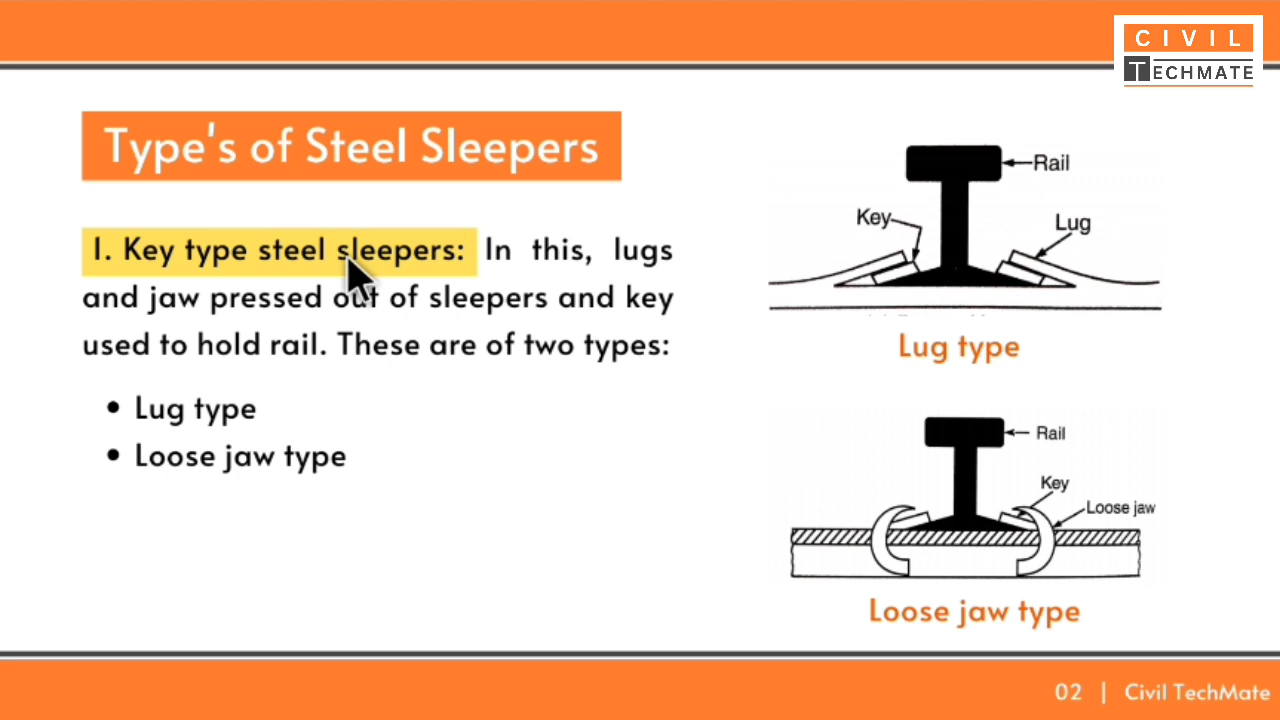 CIVIL
TECHMATE
Type's of Steel Sleepers
1. Key type steel sleepers: In this, lugs
and jaw pressed out of sleepers and key
used to hold rail. These are of two types:
• Lug type
• Loose jaw type
Rail
Key
Lug
Lug type
Rail
Key
Loose jaw
Loose jaw type
02 | Civil TechMate